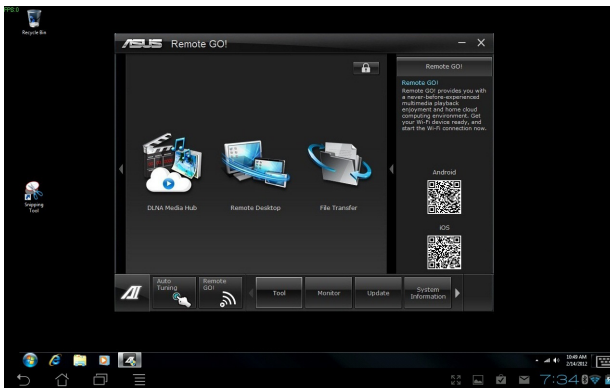 FPS:0
Recycle Bin
ASUS Remote GO!
Remote GO!
Remote GO!
Remote GO! provides you with
a never-before-experienced
multimedia playback
enjoyment and home cloud
computing environment. Get
your Wi-Fi device ready, and
start the Wi-Fi connection now.
Android
iOS
DLNA Media Hub
Remote Desktop
File Transfer
Snipping
Tool
Auto
Tuning
Remote
GO!
Tool
Monitor
Update
System
Information
10:49 AM
2/14/2012
7:34